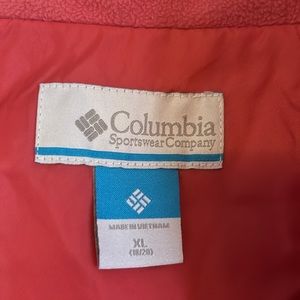 Columbia
Sportswear Company
MADE IN VIETNAM
XL
(18/20)